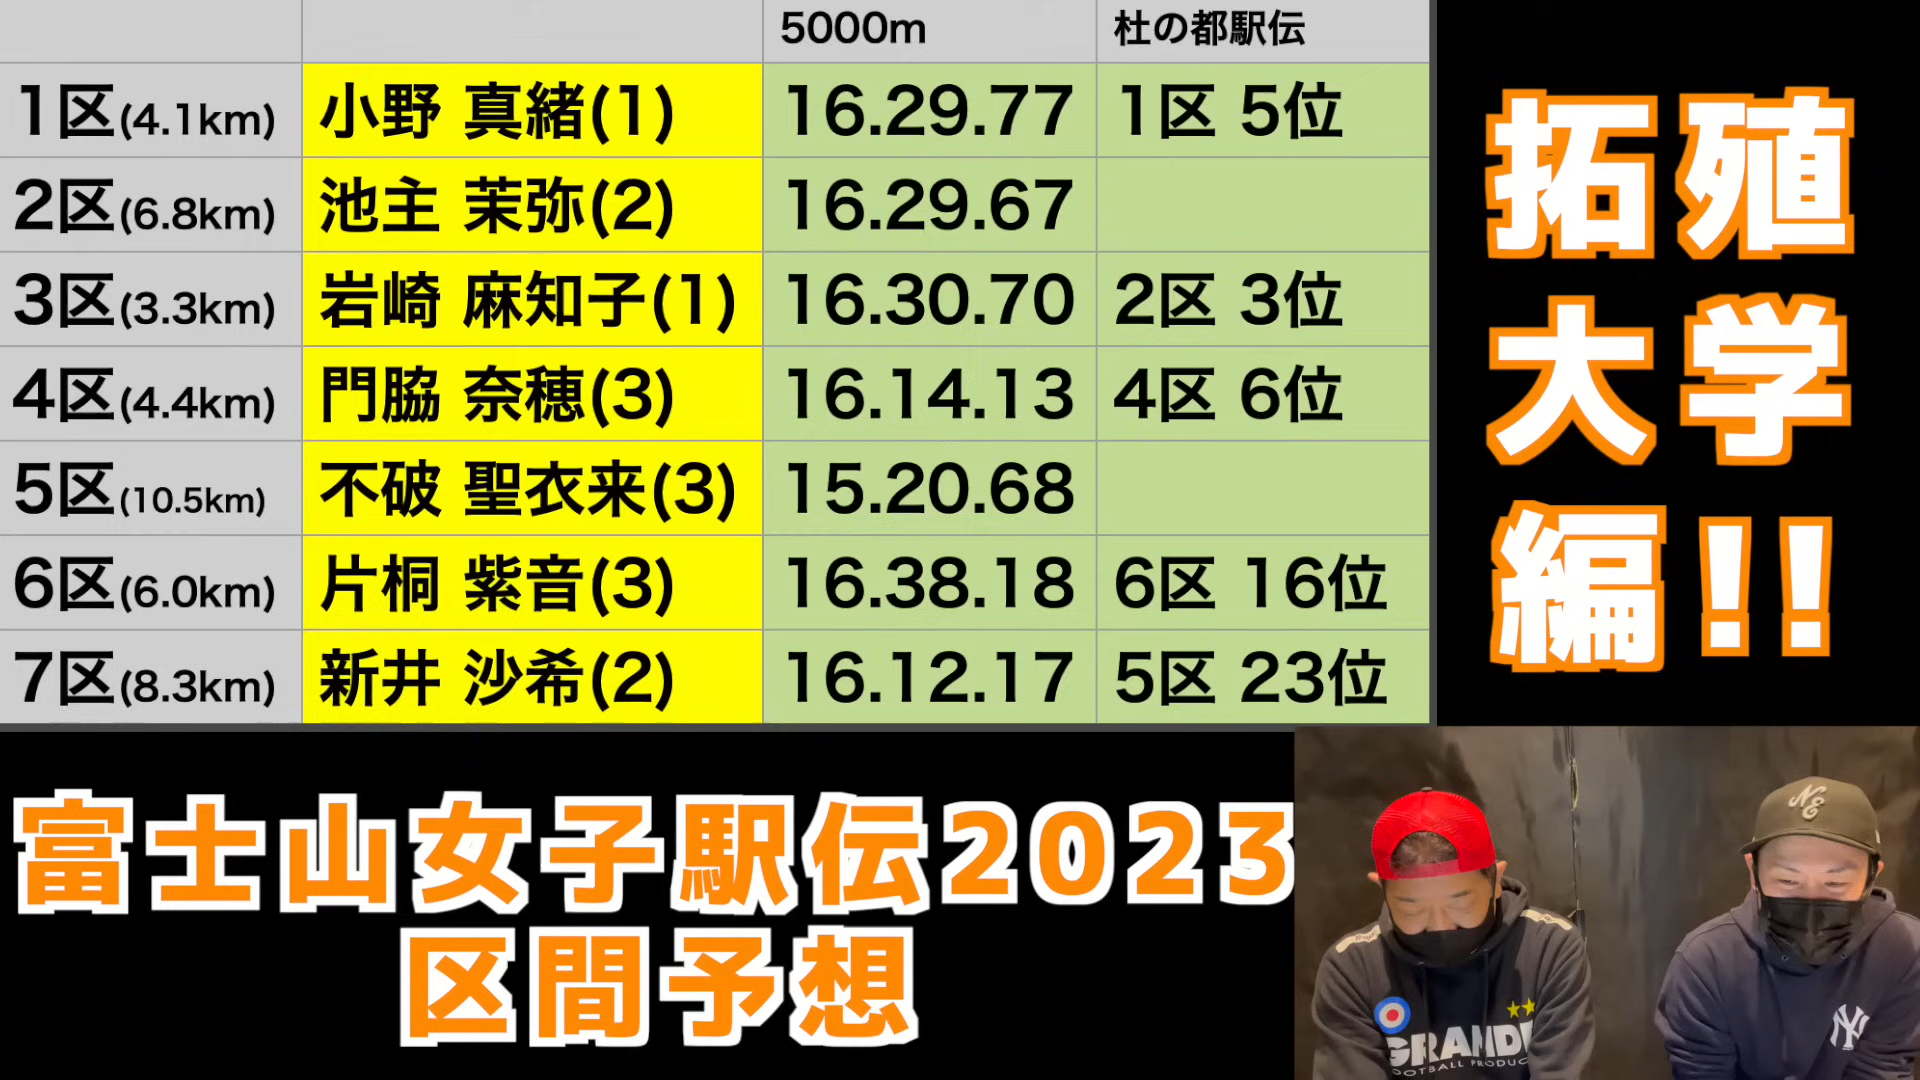 5000m 杜の都駅伝
1区(4.1km) 小野 真緒(1) 16.29.77 1区 5位
2区(6.8km) 池主 茉弥(2) 16.29.67
3区(3.3km) 岩崎 麻知子(1) 16.30.70 2区 3位
4区(4.4km) 門脇 奈穂(3) 16.14.13 4区 6位
5区(10.5km) 不破 聖衣来(3) 15.20.68
6区(6.0km) 片桐 紫音(3) 16.38.18 6区 16位
7区(8.3km) 新井 沙希(2) 16.12.17 5区 23位
拓殖
大学
編!!
富士山女子駅伝2023
区間予想
NE
GRANDE
FOOTBALL PRODUC
NY